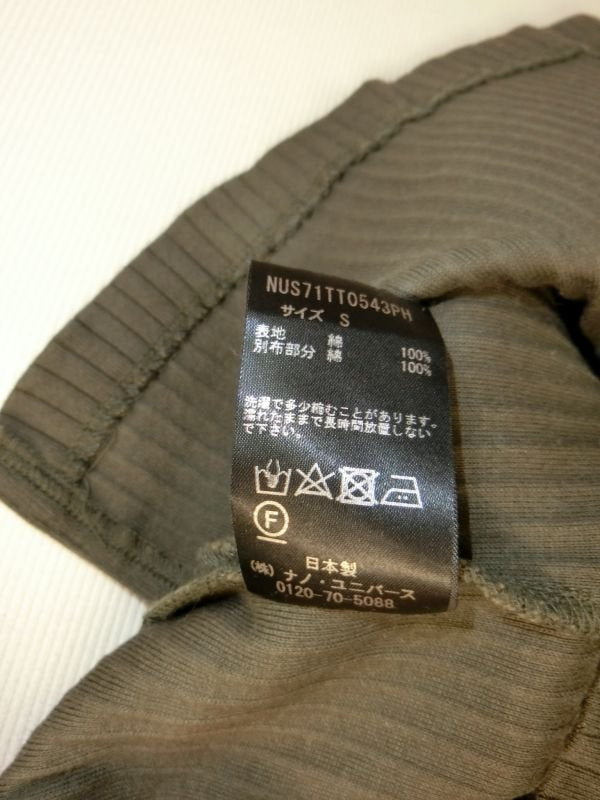 NUS71TT0543PH
サイズ S
表地 綿 100%
別布部分 綿 100%
洗濯で多少縮むことがあります。
濡れたままで長時間放置しない
で下さい。
F
日本製
(株) ナノ・ユニバース
0120-70-5088